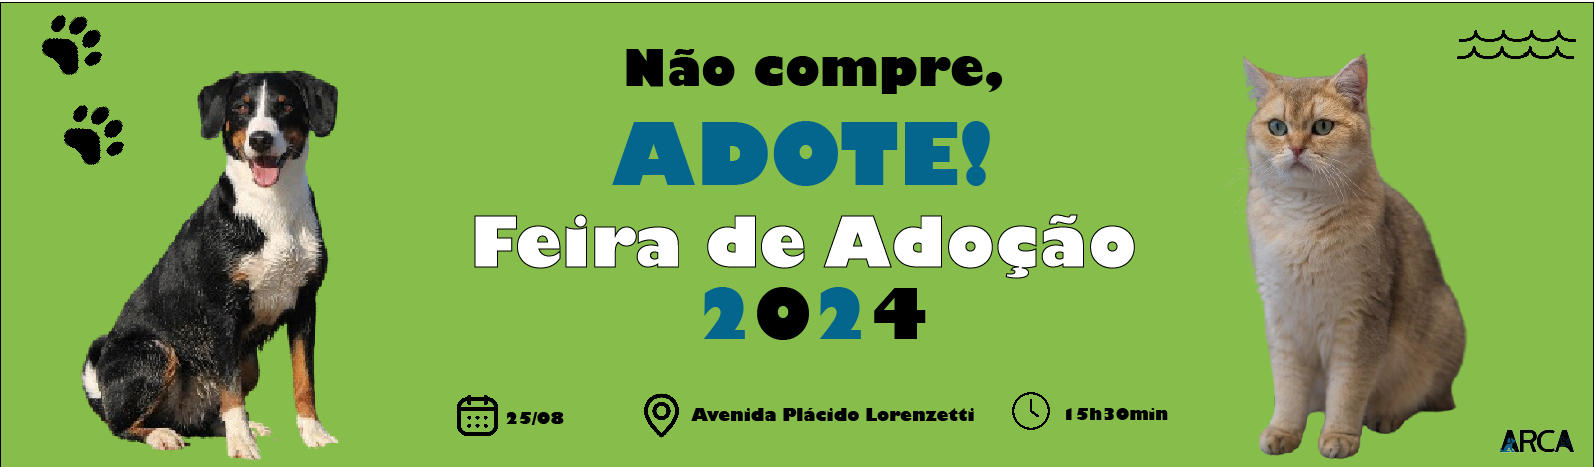 Não compre,
ADOTE!
Feira de Adoção
2024
25/08
Avenida Plácido Lorenzetti
15h30min
ARCA